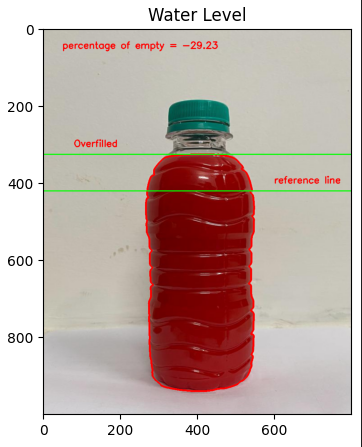 Water Level
percentage of empty = -29.23
Overfilled
reference line
0
200
400
600
800
0
200
400
600